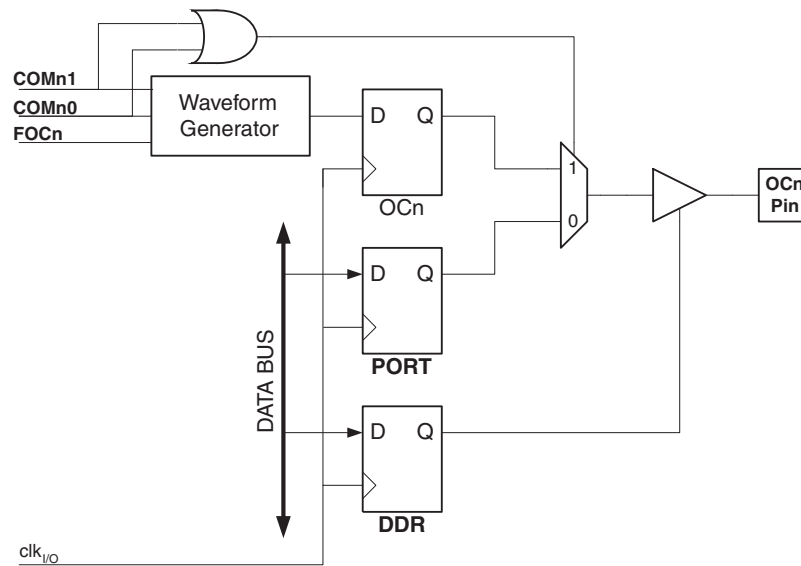 COMn1
COMn0
FOCn
Waveform
Generator
D Q
OCn
1
0
OCn
Pin
D Q
PORT
DATA BUS
D Q
DDR
clkI/O